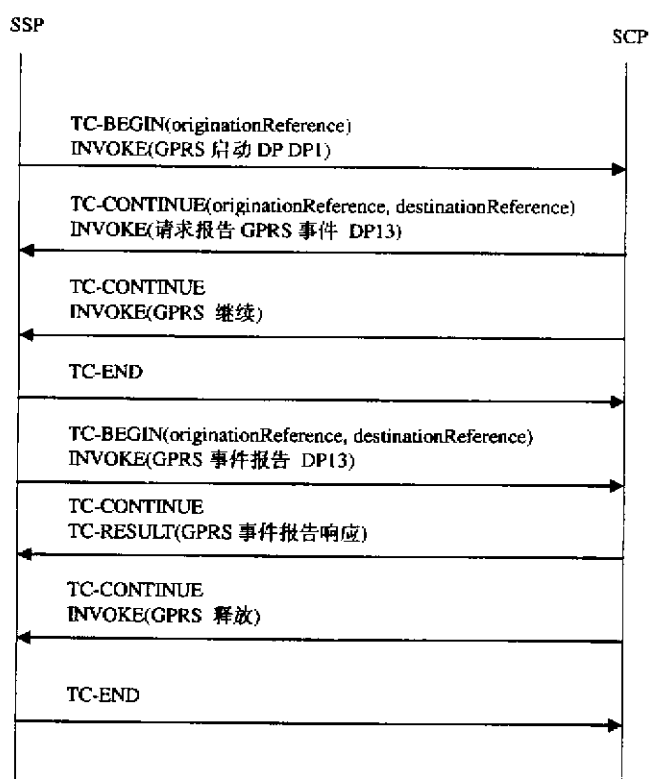 SSP
SCP
TC-BEGIN(originationReference)
INVOKE(GPRS 启动 DP DP1)
TC-CONTINUE(originationReference, destinationReference)
INVOKE(请求报告 GPRS 事件 DP13)
TC-CONTINUE
INVOKE(GPRS 继续)
TC-END
TC-BEGIN(originationReference, destinationReference)
INVOKE(GPRS 事件报告 DP13)
TC-CONTINUE
TC-RESULT(GPRS 事件报告响应)
TC-CONTINUE
INVOKE(GPRS 释放)
TC-END